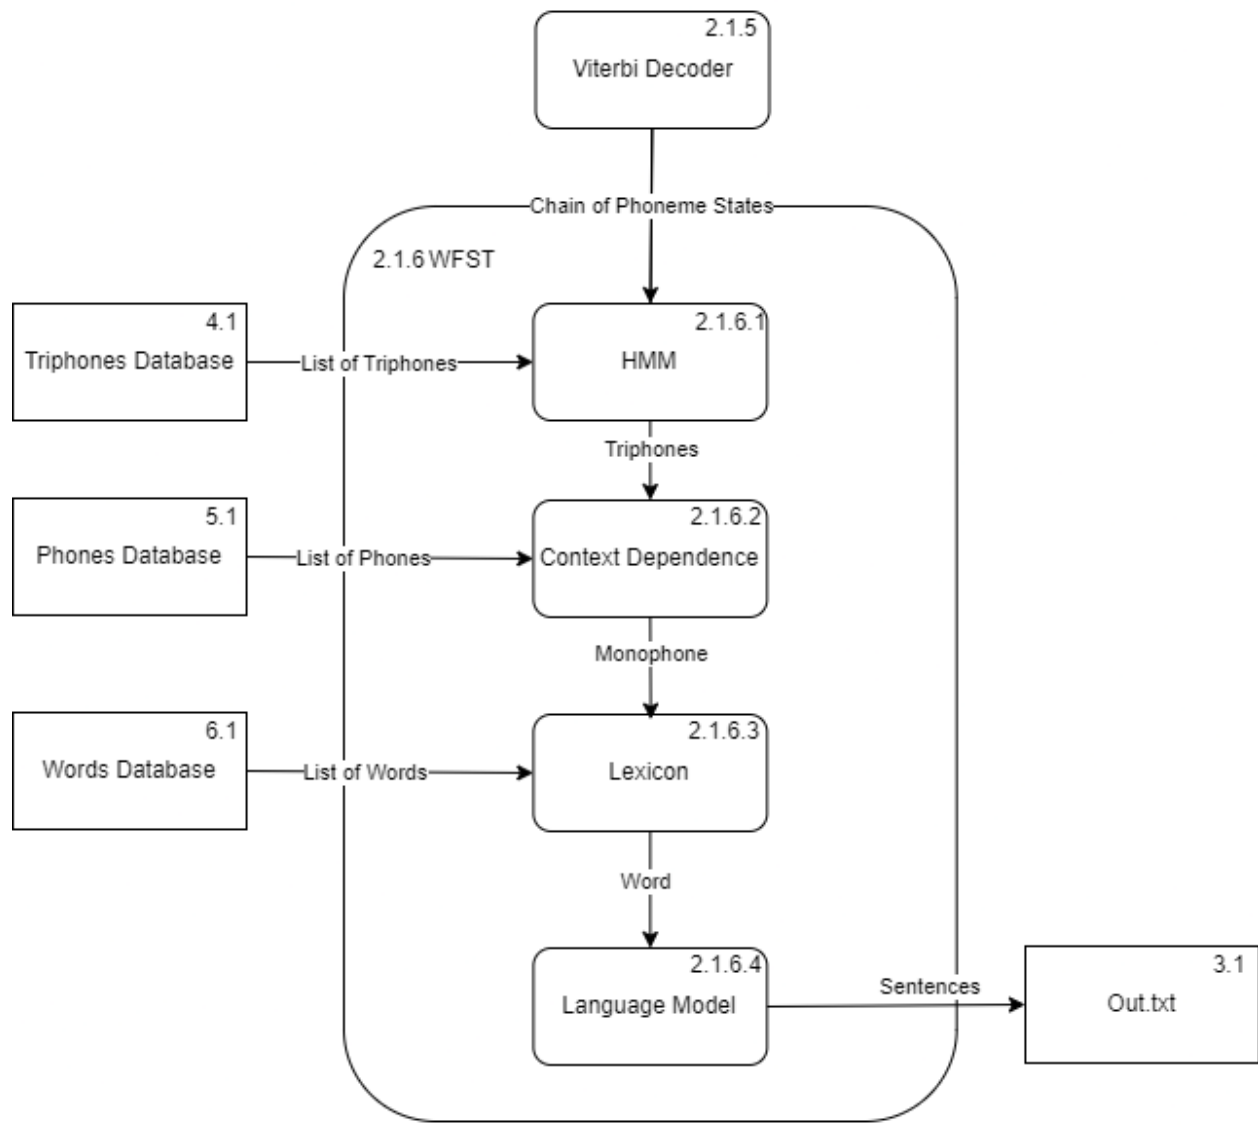 2.1.5
Viterbi Decoder
Chain of Phoneme States
2.1.6 WFST
4.1
Triphones Database
List of Triphones
2.1.6.1
HMM
Triphones
5.1
Phones Database
List of Phones
2.1.6.2
Context Dependence
Monophone
6.1
Words Database
List of Words
2.1.6.3
Lexicon
Word
2.1.6.4
Language Model
Sentences
3.1
Out.txt